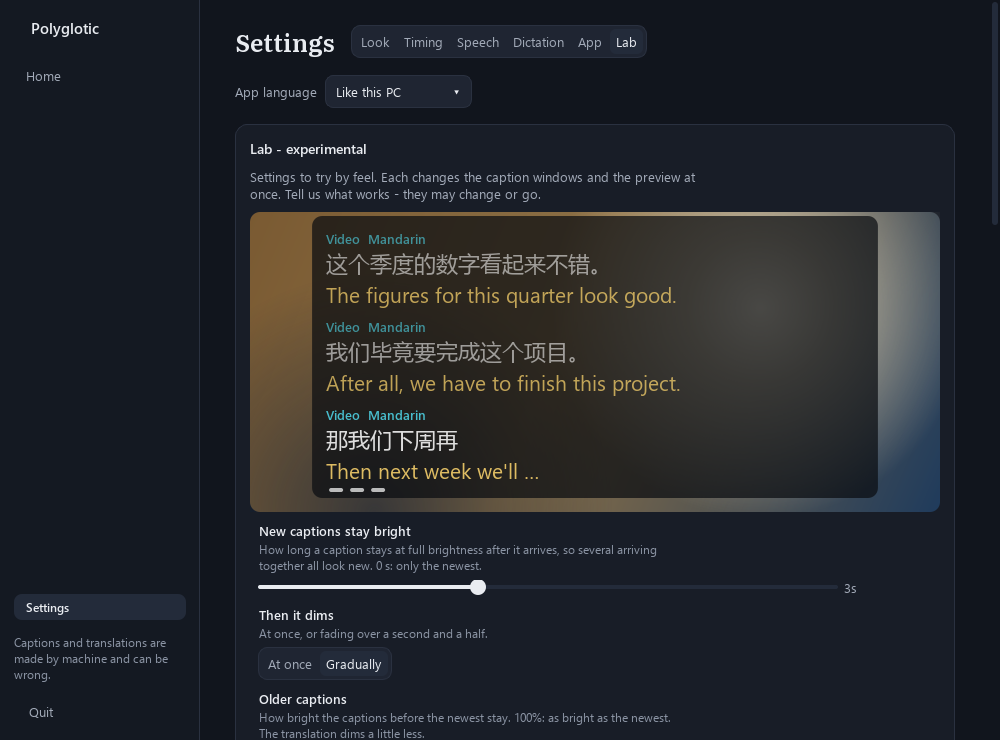 Polyglotic
Home
Settings
Look Timing Speech Dictation App Lab
App language Like this PC
Lab - experimental
Settings to try by feel. Each changes the caption windows and the preview at
once. Tell us what works - they may change or go.
Video Mandarin
这个季度的数字看起来不错。
The figures for this quarter look good.
Video Mandarin
我们毕竟要完成这个项目。
After all, we have to finish this project.
Video Mandarin
那我们下周再
Then next week we'll ...
New captions stay bright
How long a caption stays at full brightness after it arrives, so several arriving
together all look new. 0 s: only the newest.
3s
Then it dims
At once, or fading over a second and a half.
At once Gradually
Older captions
How bright the captions before the newest stay. 100%: as bright as the newest.
The translation dims a little less.
Settings
Captions and translations are
made by machine and can be
wrong.
Quit